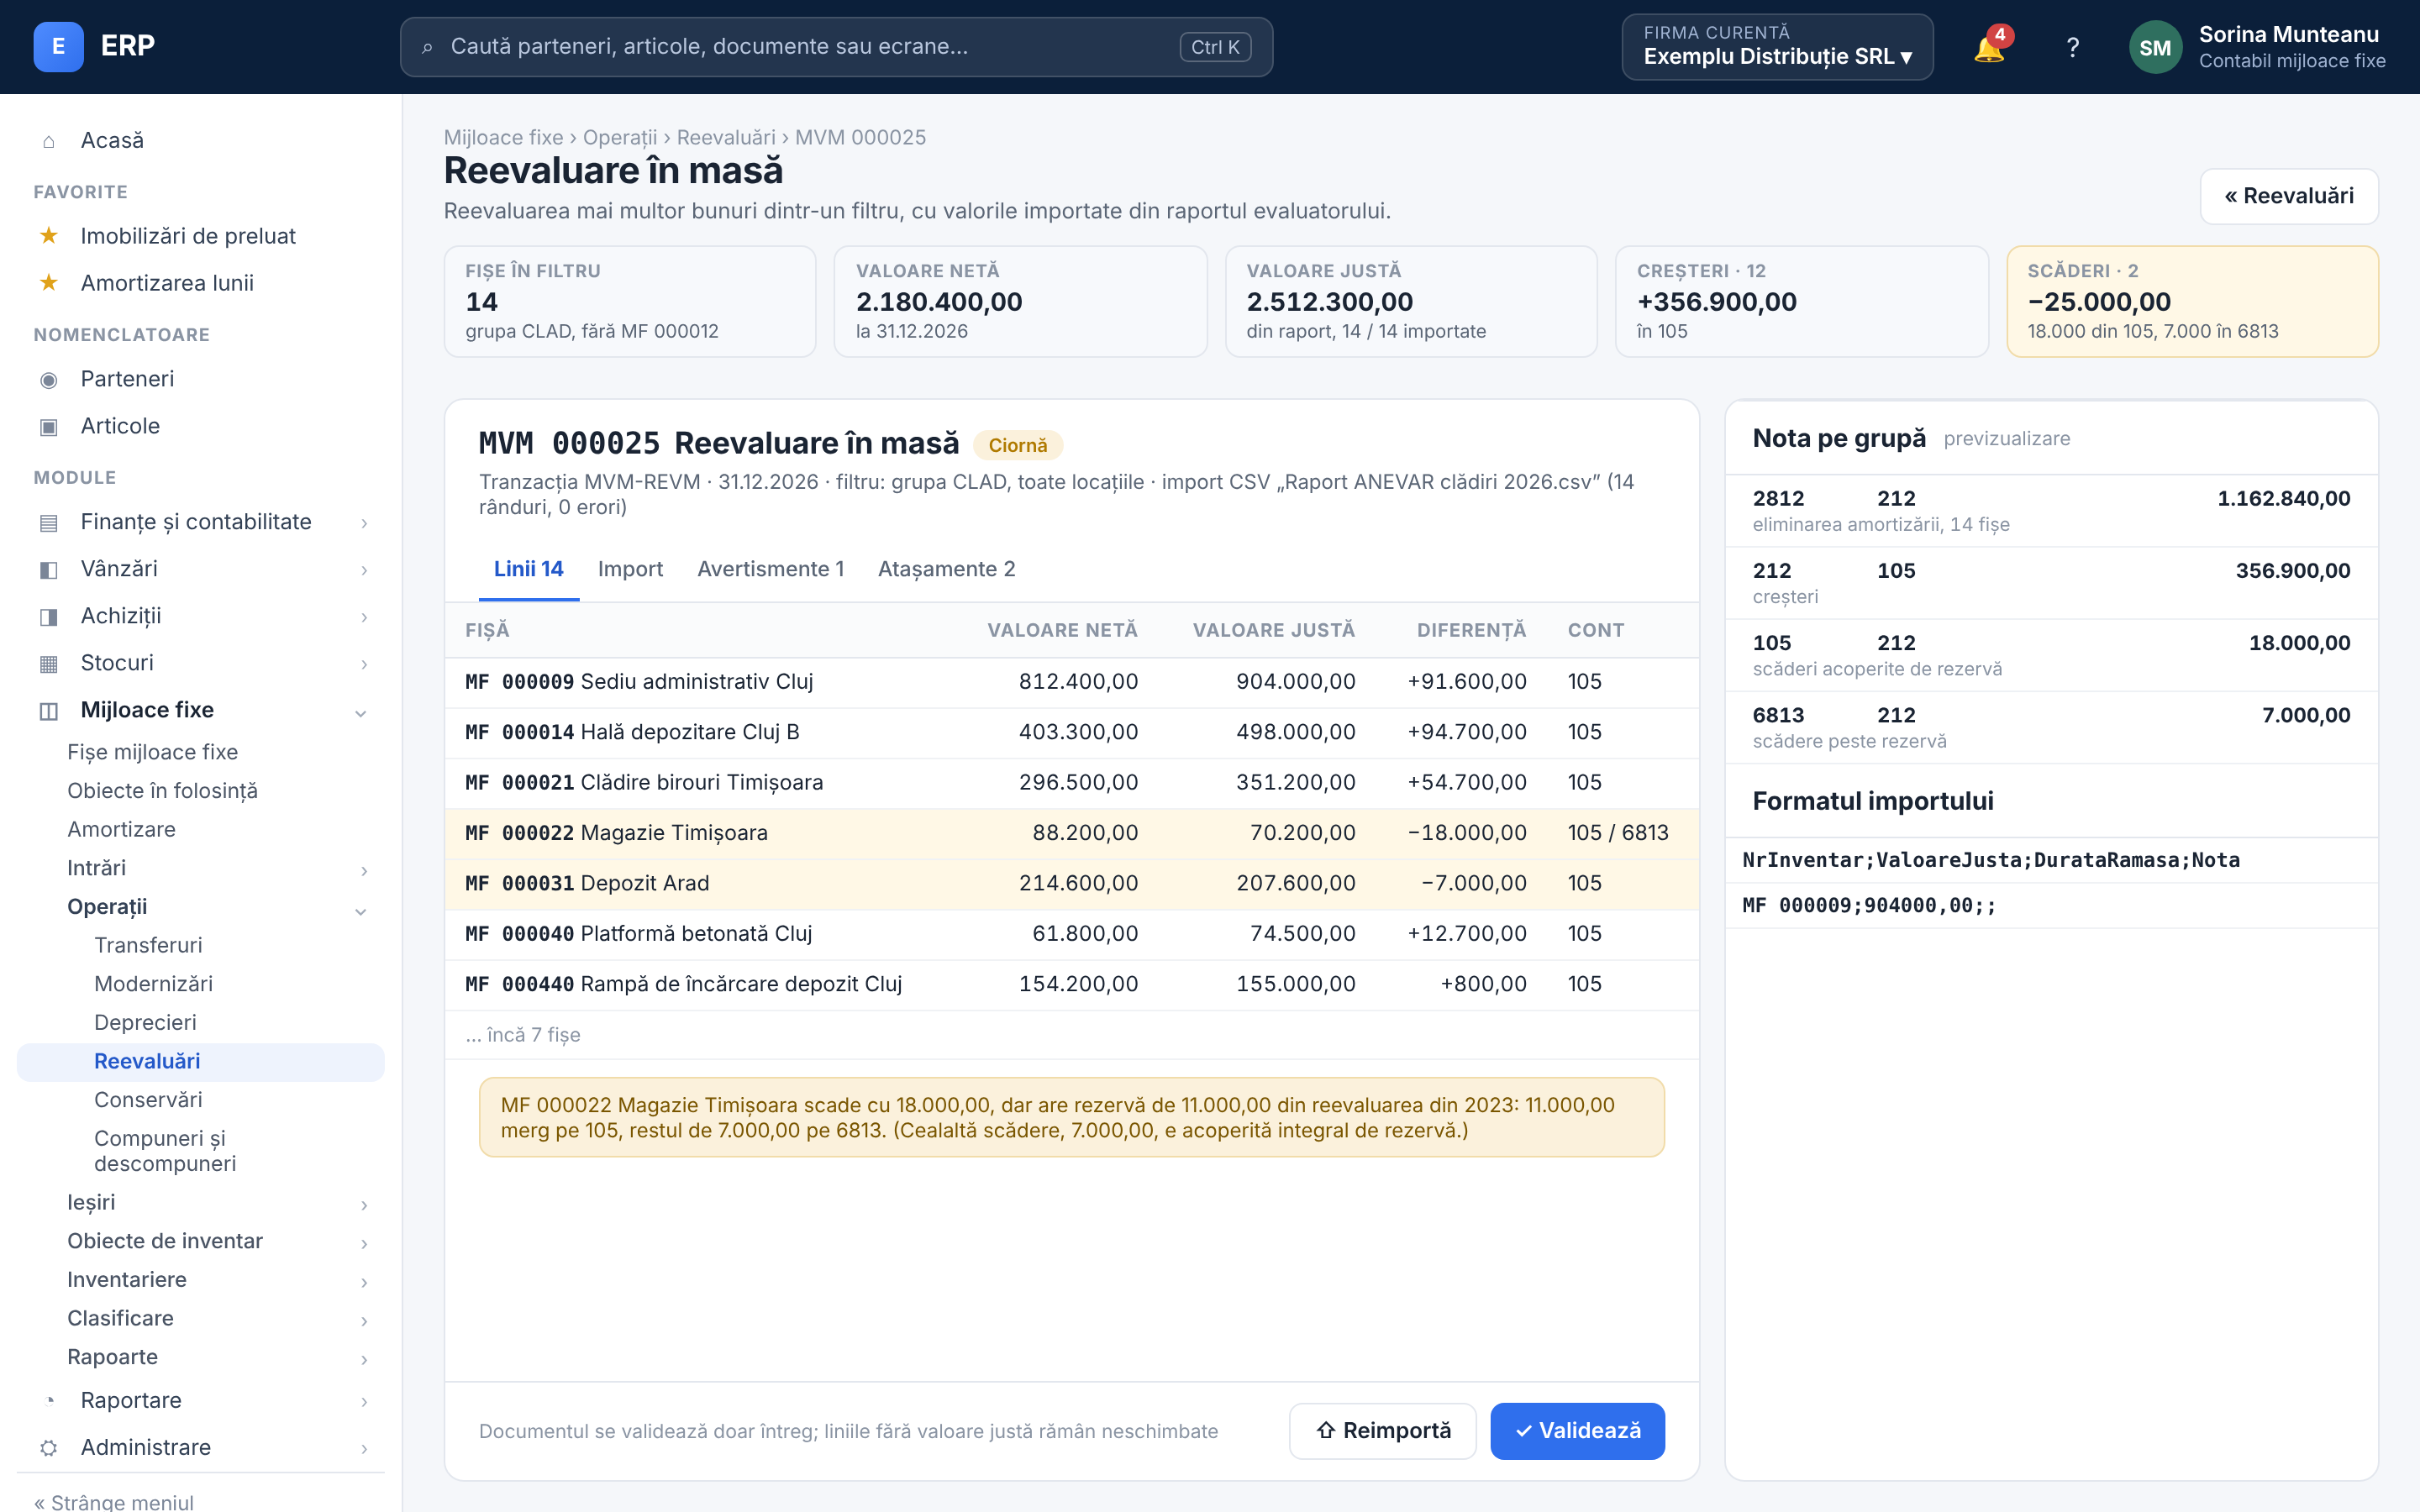 E ERP
Caută parteneri, articole, documente sau ecrane...
Ctrl K
FIRMA CURENTĂ
Exemplu Distribuție SRL ▾
4
?
SM
Sorina Munteanu
Contabil mijloace fixe
Acasă
FAVORITE
★ Imobilizări de preluat
★ Amortizarea lunii
NOMENCLATOARE
Parteneri
Articole
MODULE
Finanțe și contabilitate ›
Vânzări ›
Achiziții ›
Stocuri ›
Mijloace fixe
Fișe mijloace fixe
Obiecte în folosință
Amortizare
Intrări ›
Operații
Transferuri
Modernizări
Deprecieri
Reevaluări
Conservări
Compuneri și
descompuneri
Ieșiri ›
Obiecte de inventar ›
Inventariere ›
Clasificare ›
Rapoarte ›
Raportare ›
Administrare ›
« Strânge meniul
Mijloace fixe › Operații › Reevaluări › MVM 000025
Reevaluare în masă
Reevaluarea mai multor bunuri dintr-un filtru, cu valorile importate din raportul evaluatorului.
« Reevaluări
FIȘE ÎN FILTRU
14
grupa CLAD, fără MF 000012
VALOARE NETĂ
2.180.400,00
la 31.12.2026
VALOARE JUSTĂ
2.512.300,00
din raport, 14 / 14 importate
CREȘTERI · 12
+356.900,00
în 105
SCĂDERI · 2
−25.000,00
18.000 din 105, 7.000 în 6813
MVM 000025 Reevaluare în masă Ciornă
Tranzacția MVM-REVM · 31.12.2026 · filtru: grupa CLAD, toate locațiile · import CSV „Raport ANEVAR clădiri 2026.csv” (14
rânduri, 0 erori)
Linii 14 Import Avertismente 1 Atașamente 2
FIȘĂ VALOARE NETĂ VALOARE JUSTĂ DIFERENȚĂ CONT
MF 000009 Sediu administrativ Cluj 812.400,00 904.000,00 +91.600,00 105
MF 000014 Hală depozitare Cluj B 403.300,00 498.000,00 +94.700,00 105
MF 000021 Clădire birouri Timișoara 296.500,00 351.200,00 +54.700,00 105
MF 000022 Magazie Timișoara 88.200,00 70.200,00 −18.000,00 105 / 6813
MF 000031 Depozit Arad 214.600,00 207.600,00 −7.000,00 105
MF 000040 Platformă betonată Cluj 61.800,00 74.500,00 +12.700,00 105
MF 000440 Rampă de încărcare depozit Cluj 154.200,00 155.000,00 +800,00 105
... încă 7 fișe
MF 000022 Magazie Timișoara scade cu 18.000,00, dar are rezervă de 11.000,00 din reevaluarea din 2023: 11.000,00
merg pe 105, restul de 7.000,00 pe 6813. (Cealaltă scădere, 7.000,00, e acoperită integral de rezervă.)
Documentul se validează doar întreg; liniile fără valoare justă rămân neschimbate
⇧ Reimportă
✓ Validează
Nota pe grupă previzualizare
2812 212 1.162.840,00
eliminarea amortizării, 14 fișe
212 105 356.900,00
creșteri
105 212 18.000,00
scăderi acoperite de rezervă
6813 212 7.000,00
scădere peste rezervă
Formatul importului
NrInventar;ValoareJusta;DurataRamasa;Nota
MF 000009;904000,00;;